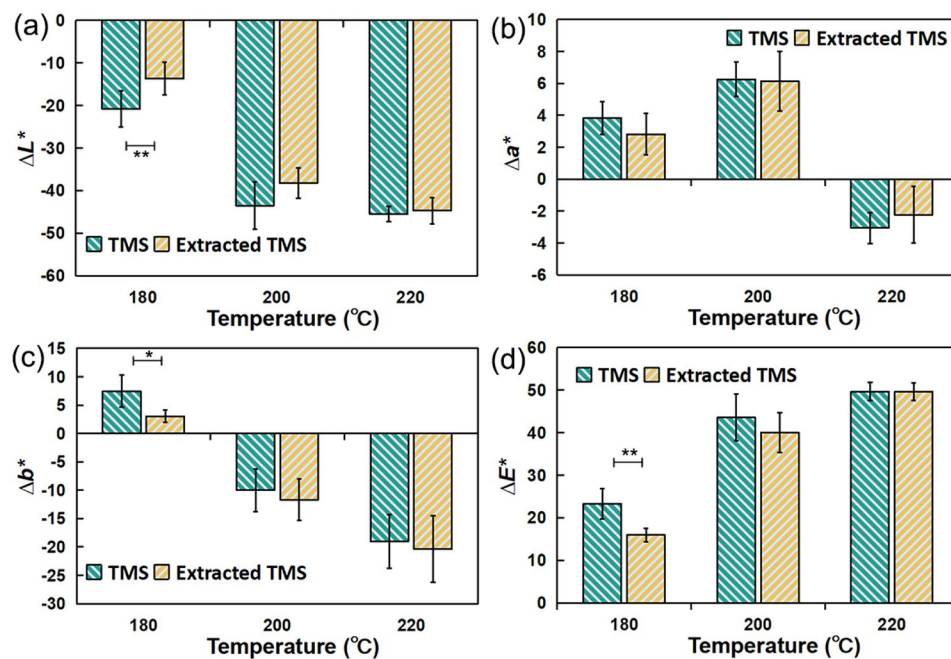 (a)
0
-10
-20
-30
-40
-50
-60
ΔL*
**
TMS Extracted TMS
180 200 220
Temperature (°C)
(b)
8
6
4
2
0
-2
-4
-6
Δa*
TMS Extracted TMS
180 200 220
Temperature (°C)
(c)
15
10
5
0
-5
-10
-15
-20
-25
-30
Δb*
*
TMS Extracted TMS
180 200 220
Temperature (°C)
(d)
60
50
40
30
20
10
0
ΔE*
TMS Extracted TMS
**
180 200 220
Temperature (°C)